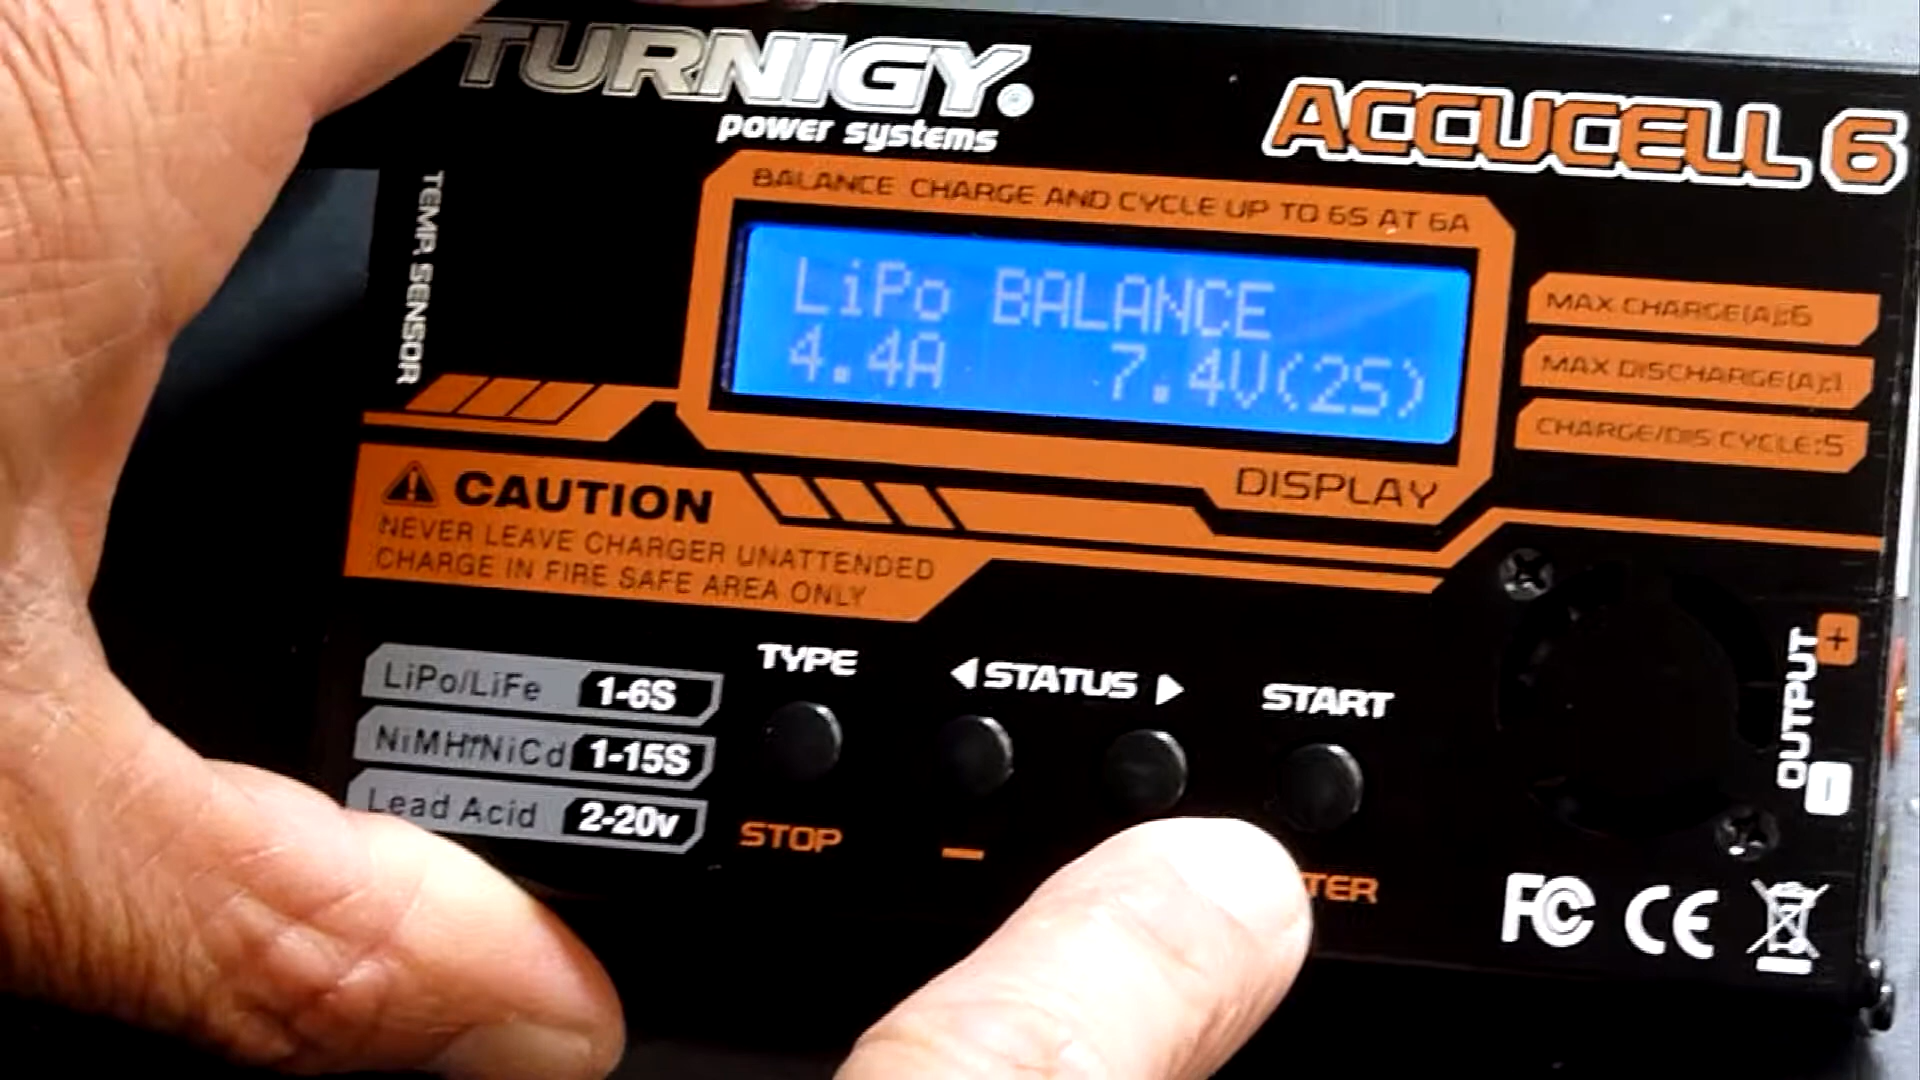 TURNIGY®
power systems
ACCUCELL 6
TEMP. SENSOR
BALANCE CHARGE AND CYCLE UP TO 6S AT 6A
LiPo BALANCE
4.4A 7.4V(2S)
DISPLAY
MAX CHARGE(A):6
MAX DISCHARGE(A):1
CHARGE/DIS CYCLE:5
CAUTION
NEVER LEAVE CHARGER UNATTENDED
CHARGE IN FIRE SAFE AREA ONLY
LiPo/LiFe 1-6S
NiMH/NiCd 1-15S
Lead Acid 2-20v
TYPE
◀ STATUS ▶
START
STOP
–
TER
OUTPUT
+
–
FC CE